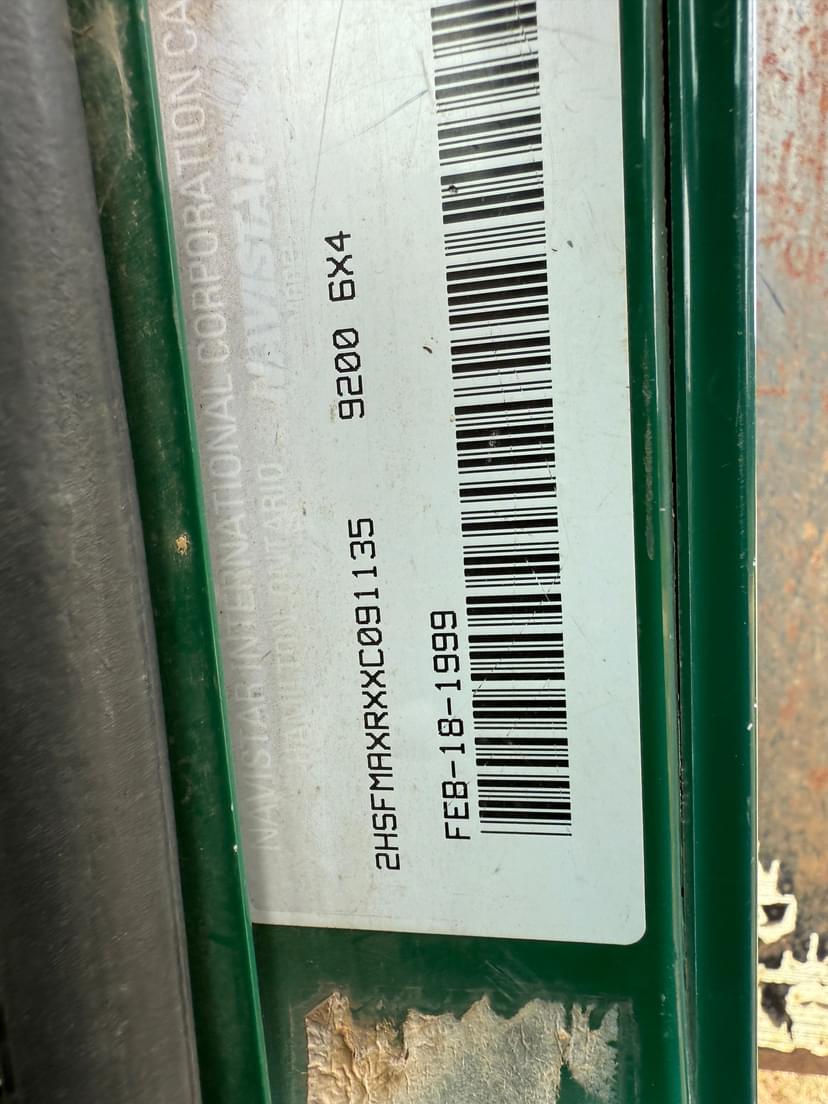 NAVISTAR INTERNATIONAL CORPORATION CA
HAMILTON, ONTARIO
NAVISTAR
2HSFMAXRXXC091135 9200 6X4
FEB-18-1999